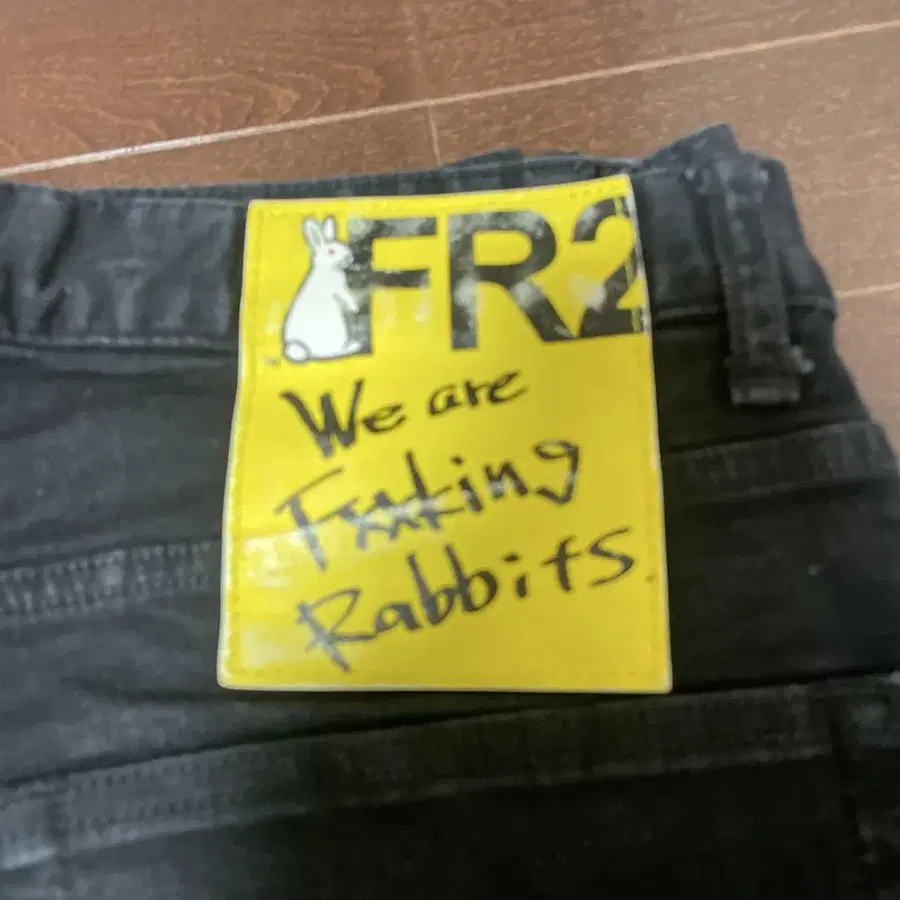 FR2
We are
Fxxking
Rabbits